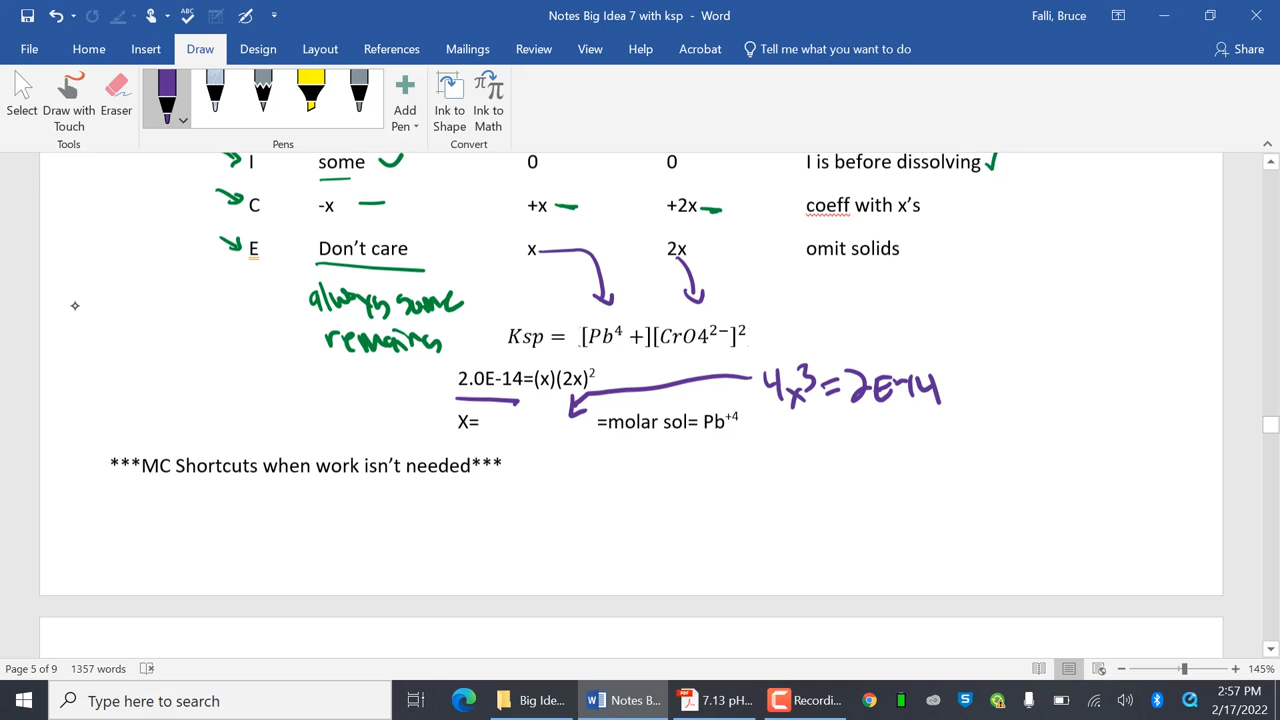 Notes Big Idea 7 with ksp - Word
Falli, Bruce
File Home Insert Draw Design Layout References Mailings Review View Help Acrobat Tell me what you want to do Share
Select Draw with Touch Eraser Add Pen Ink to Shape Ink to Math
Tools Pens Convert
I some 0 0 I is before dissolving
C -x +x +2x coeff with x's
E Don't care x 2x omit solids
always some
remains
Ksp = [Pb⁴ +][CrO4²⁻]²
2.0E-14=(x)(2x)² 4x³=2E-14
X= =molar sol= Pb⁺⁴
***MC Shortcuts when work isn't needed***
Page 5 of 9 1357 words 145%
Type here to search Big Ide... Notes B... 7.13 pH... Recordi... 2:57 PM
2/17/2022